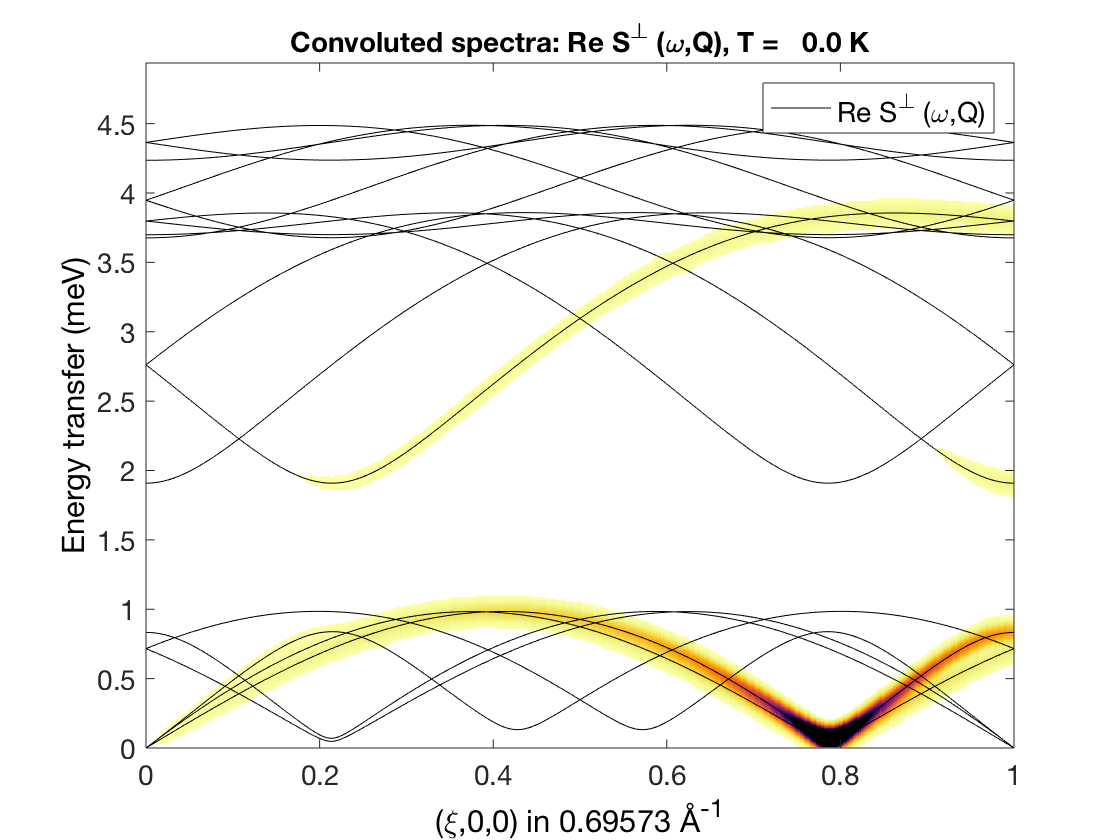 Convoluted spectra: Re S⊥ (ω,Q), T = 0.0 K
Re S⊥ (ω,Q)
Energy transfer (meV)
4.5
4
3.5
3
2.5
2
1.5
1
0.5
0
0 0.2 0.4 0.6 0.8 1
(ξ,0,0) in 0.69573 Å-1